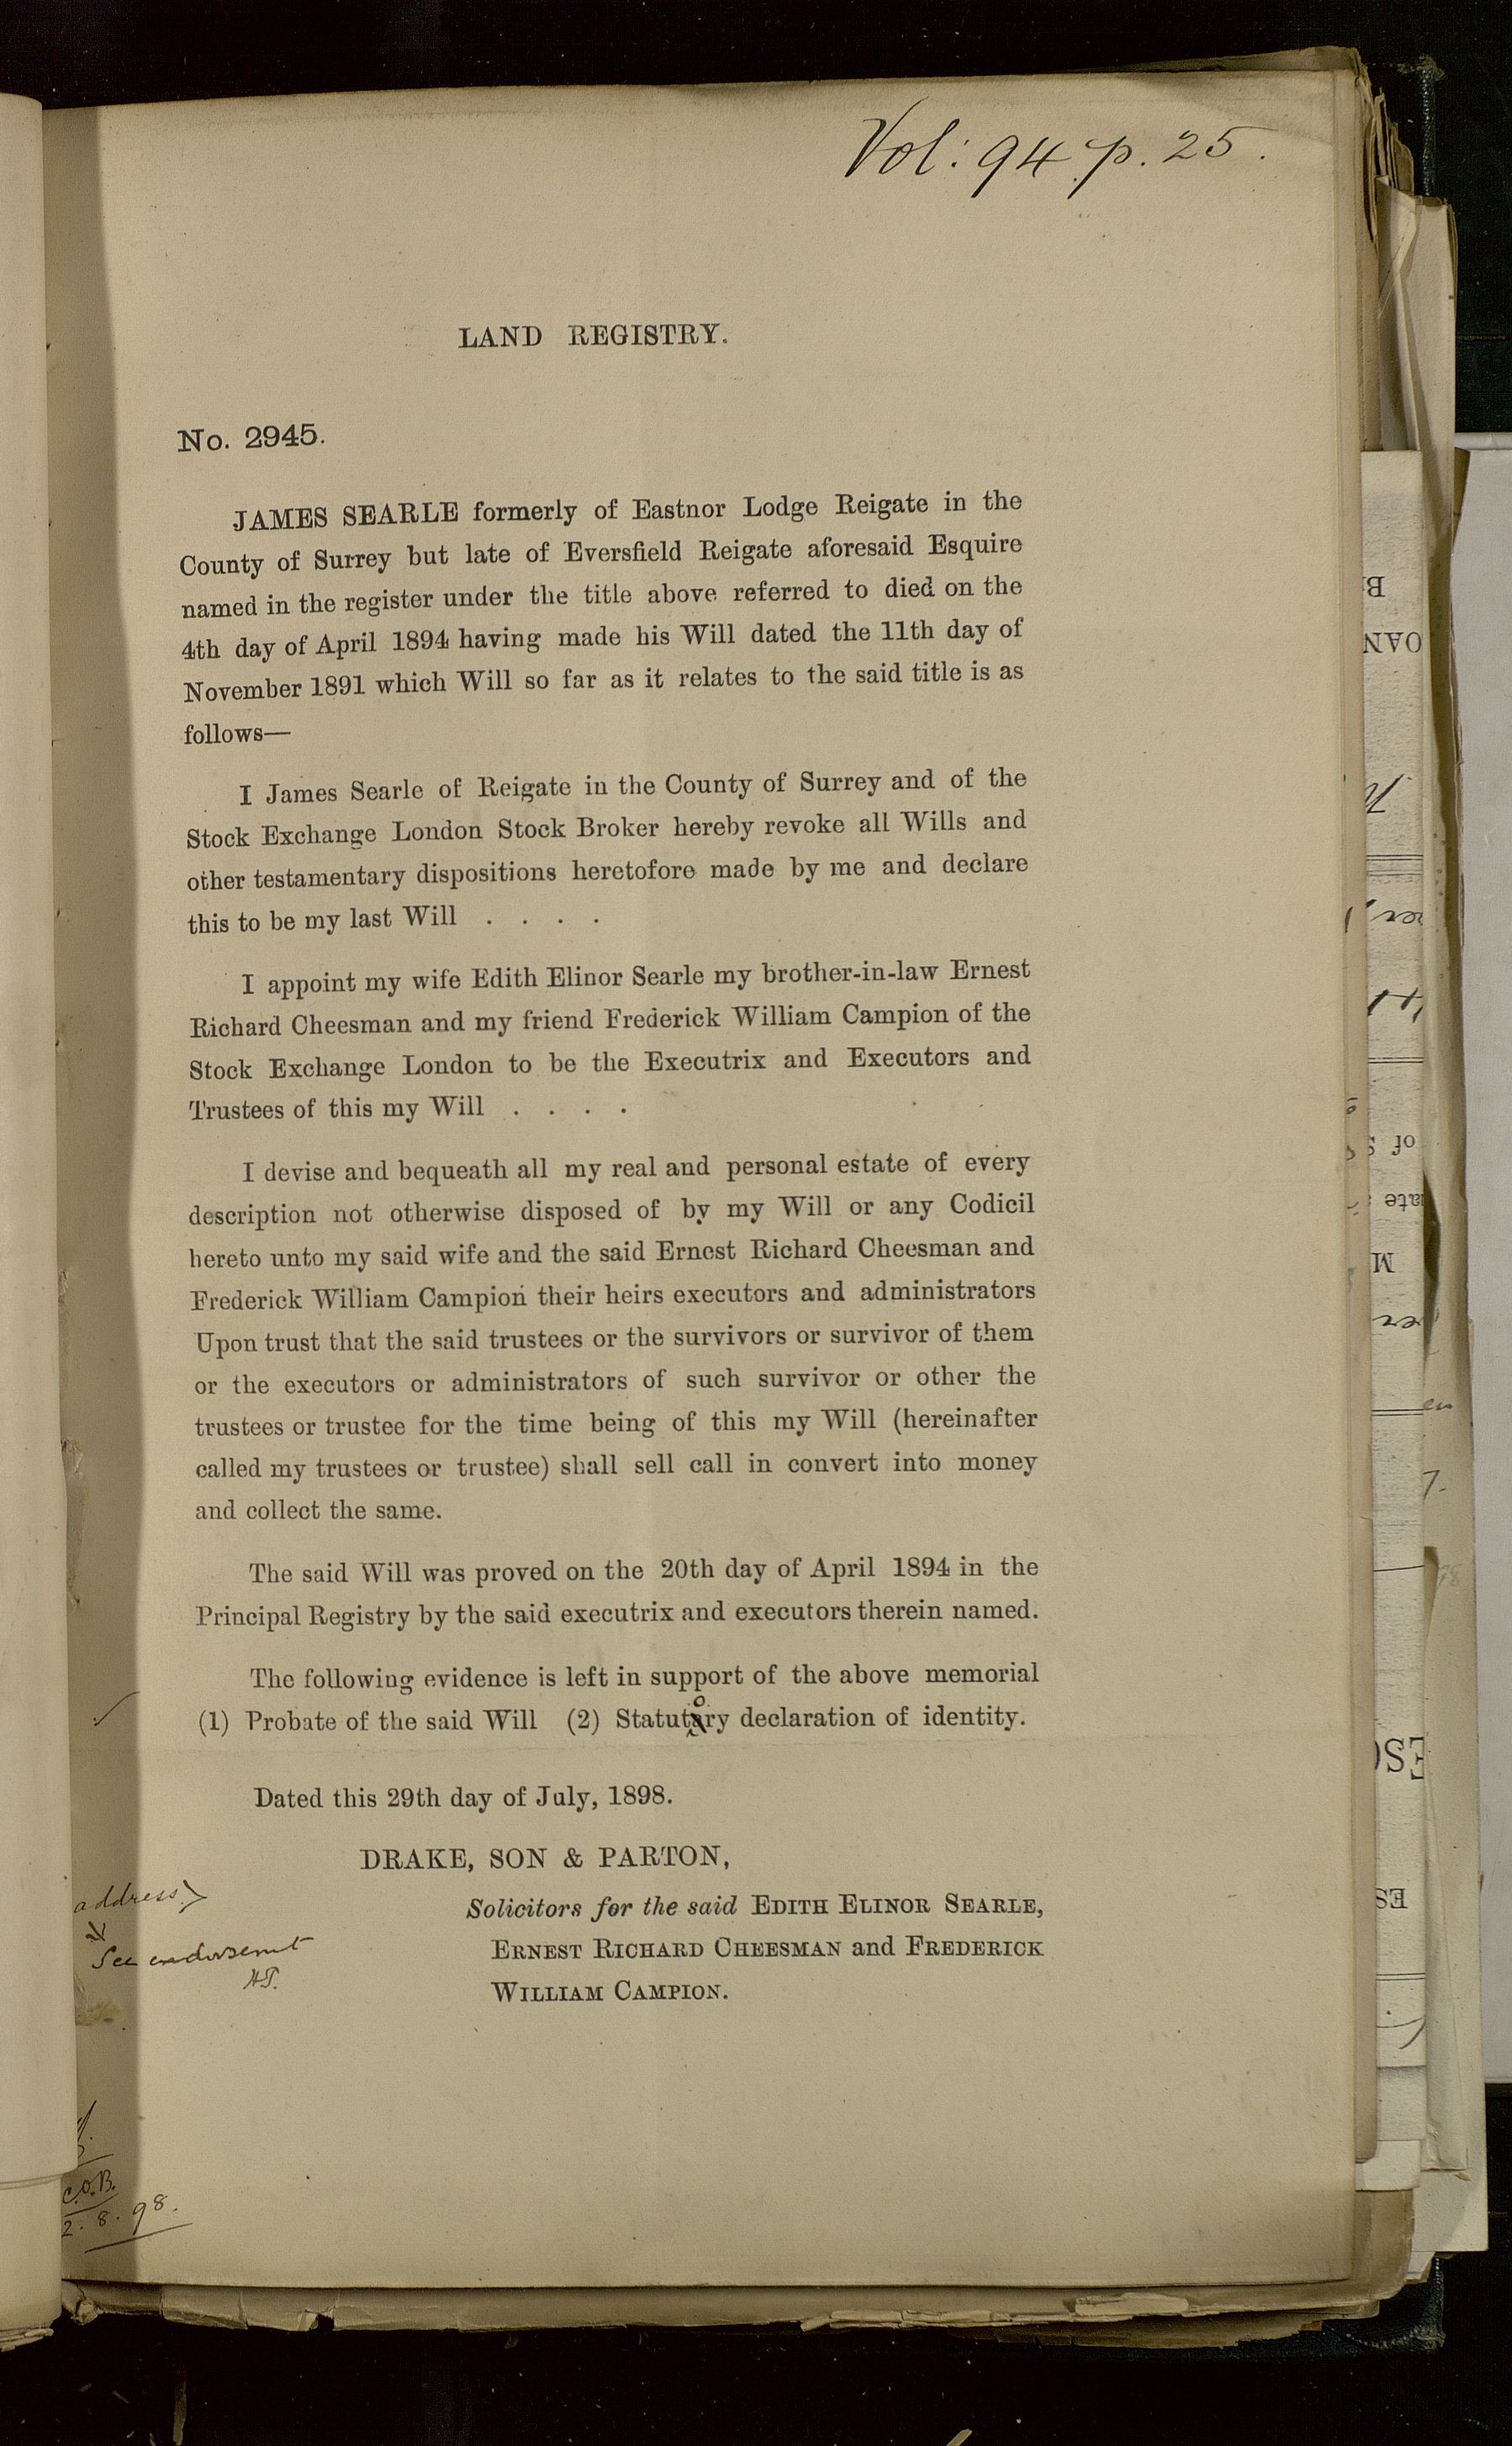 Vol: 94 p. 25.
LAND REGISTRY.
No. 2945.
JAMES SEARLE formerly of Eastnor Lodge Reigate in the
County of Surrey but late of Eversfield Reigate aforesaid Esquire
named in the register under the title above referred to died on the
4th day of April 1894 having made his Will dated the 11th day of
November 1891 which Will so far as it relates to the said title is as
follows—
I James Searle of Reigate in the County of Surrey and of the
Stock Exchange London Stock Broker hereby revoke all Wills and
other testamentary dispositions heretofore made by me and declare
this to be my last Will . . . .
I appoint my wife Edith Elinor Searle my brother-in-law Ernest
Richard Cheesman and my friend Frederick William Campion of the
Stock Exchange London to be the Executrix and Executors and
Trustees of this my Will . . . .
I devise and bequeath all my real and personal estate of every
description not otherwise disposed of by my Will or any Codicil
hereto unto my said wife and the said Ernest Richard Cheesman and
Frederick William Campion their heirs executors and administrators
Upon trust that the said trustees or the survivors or survivor of them
or the executors or administrators of such survivor or other the
trustees or trustee for the time being of this my Will (hereinafter
called my trustees or trustee) shall sell call in convert into money
and collect the same.
The said Will was proved on the 20th day of April 1894 in the
Principal Registry by the said executrix and executors therein named.
The following evidence is left in support of the above memorial
(1) Probate of the said Will (2) Statutory declaration of identity.
Dated this 29th day of July, 1898.
DRAKE, SON & PARTON,
Solicitors for the said EDITH ELINOR SEARLE,
ERNEST RICHARD CHEESMAN and FREDERICK
WILLIAM CAMPION.
address
See endorsement
C.O.B.
2.8.98.